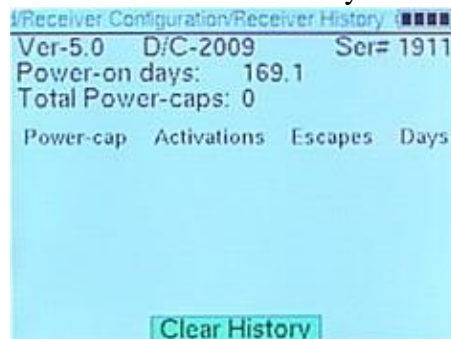 /Receiver Configuration/Receiver History
Ver-5.0 D/C-2009 Ser= 1911
Power-on days: 169.1
Total Power-caps: 0
Power-cap Activations Escapes Days
Clear History